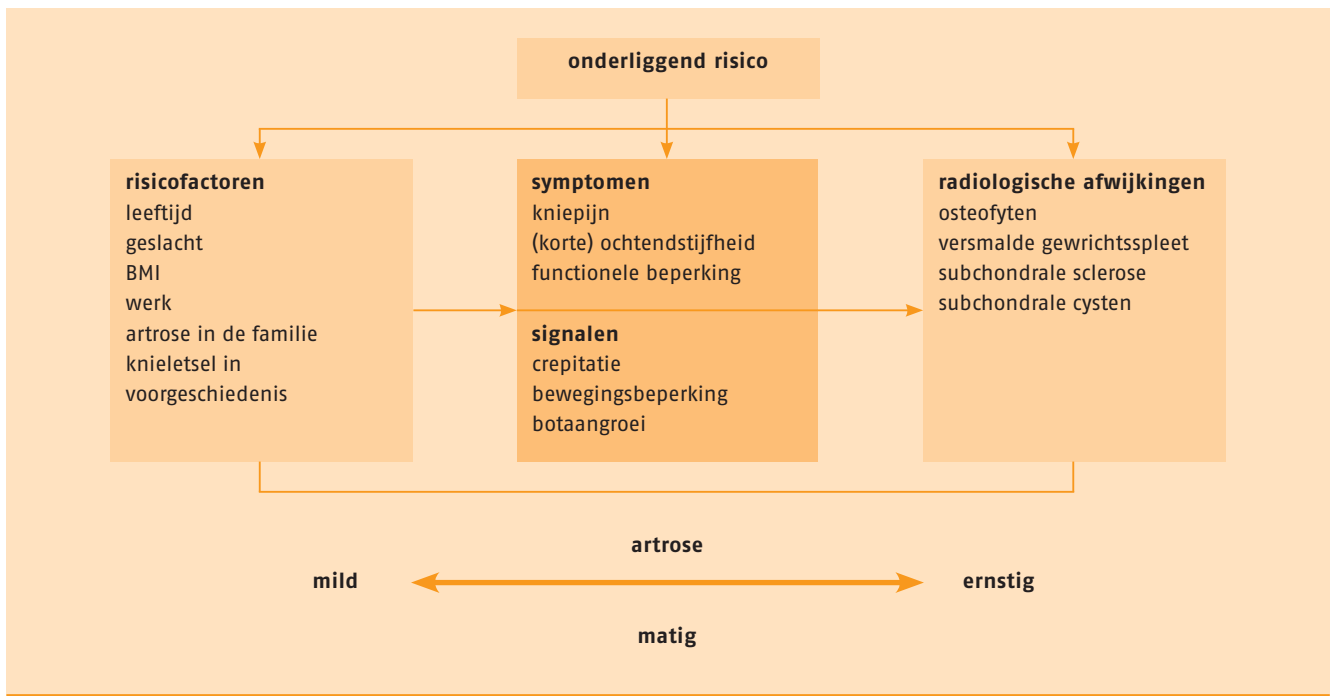 onderliggend risico
risicofactoren
leeftijd
geslacht
BMI
werk
artrose in de familie
knieletsel in
voorgeschiedenis
symptomen
kniepijn
(korte) ochtendstijfheid
functionele beperking
signalen
crepitatie
bewegingsbeperking
botaangroei
radiologische afwijkingen
osteofyten
versmalde gewrichtsspleet
subchondrale sclerose
subchondrale cysten
artrose
mild
ernstig
matig